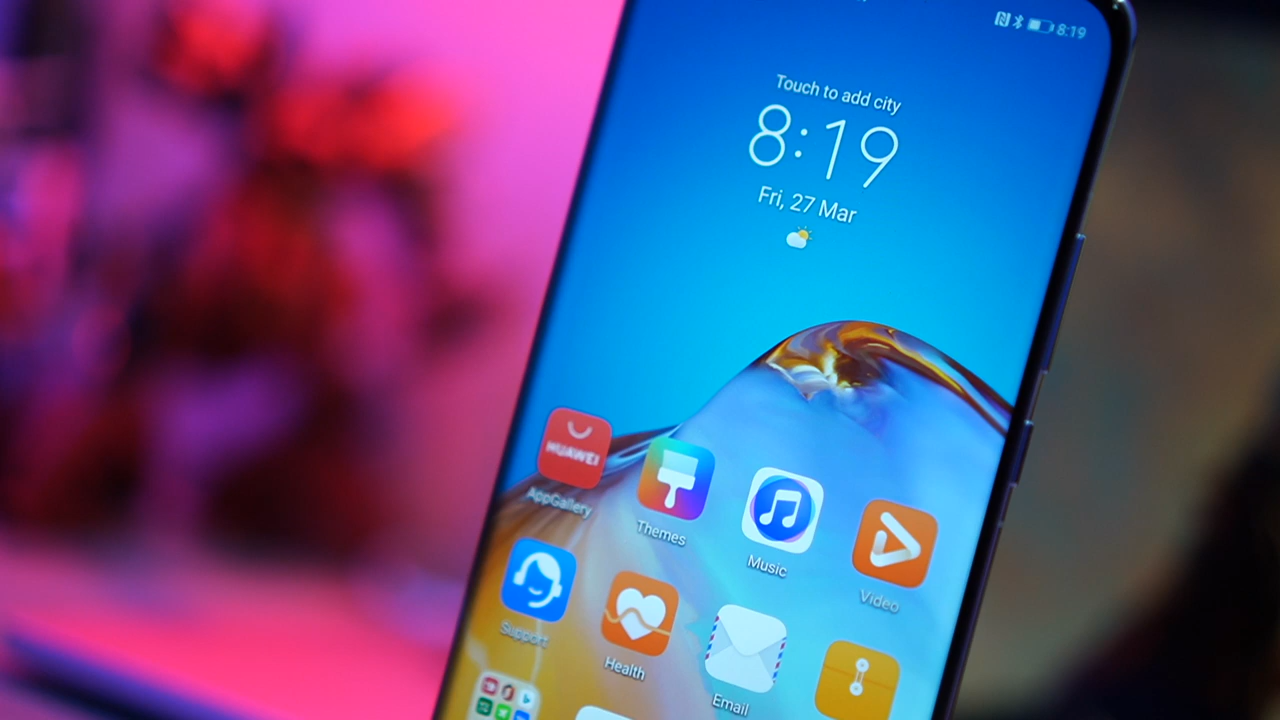 8:19
Touch to add city
8:19
Fri, 27 Mar
HUAWEI
AppGallery
Themes
Music
Video
Support
Health
Email